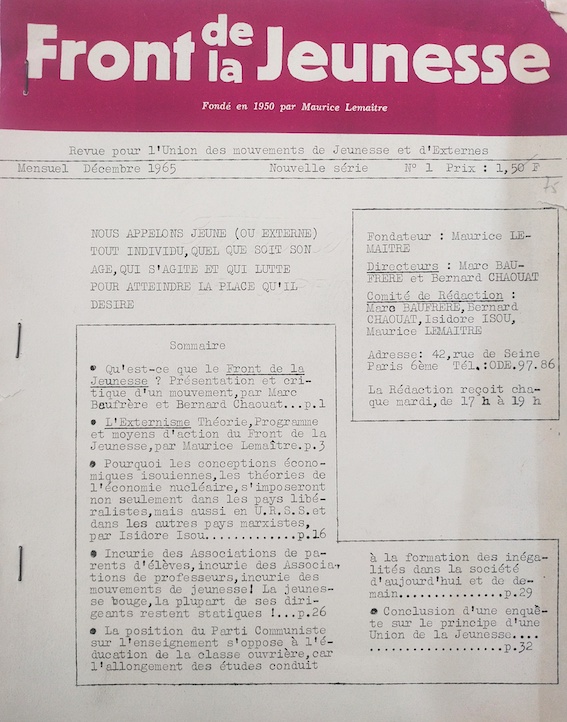 Front de la Jeunesse
Fondé en 1950 par Maurice Lemaître
Revue pour l'Union des mouvements de Jeunesse et d'Externes
Mensuel Décembre 1965 Nouvelle série N° 1 Prix : 1,50 F
NOUS APPELONS JEUNE (OU EXTERNE)
TOUT INDIVIDU,QUEL QUE SOIT SON
AGE,QUI S'AGITE ET QUI LUTTE
POUR ATTEINDRE LA PLACE QU'IL
DESIRE
Fondateur : Maurice LE-
MAITRE
Directeurs : Marc BAU-
FRERE et Bernard CHAOUAT
Comité de Rédaction :
Marc BAUFRERE,Bernard
CHAOUAT,Isidore ISOU,
Maurice LEMAITRE
Adresse: 42,rue de Seine
Paris 6ème Tél.:ODE.97.86
La Rédaction reçoit cha-
que mardi,de 17 h à 19 h
Sommaire
• Qu'est-ce que le Front de la
Jeunesse ? Présentation et cri-
tique d'un mouvement,par Marc
Baufrère et Bernard Chaouat...p.1
• L'Externisme Théorie,Programme
et moyens d'action du Front de la
Jeunesse,par Maurice Lemaître.p.3
• Pourquoi les conceptions écono-
miques isouiennes,les théories de
l'économie nucléaire,s'imposeront
non seulement dans les pays libé-
ralistes,mais aussi en U.R.S.S.et
dans les autres pays marxistes,
par Isidore Isou.............p.16
• Incurie des Associations de pa-
rents d'élèves,incurie des Associa-
tions de professeurs,incurie des
mouvements de jeunesse! La jeunes-
se bouge,la plupart de ses diri-
geants restent statiques !...p.26
• La position du Parti Communiste
sur l'enseignement s'oppose à l'é-
ducation de la classe ouvrière,car
l'allongement des études conduit
à la formation des inéga-
lités dans la société
d'aujourd'hui et de de-
main...............p.29
• Conclusion d'une enquê-
te sur le principe d'une
Union de la Jeunesse....
...................p.32